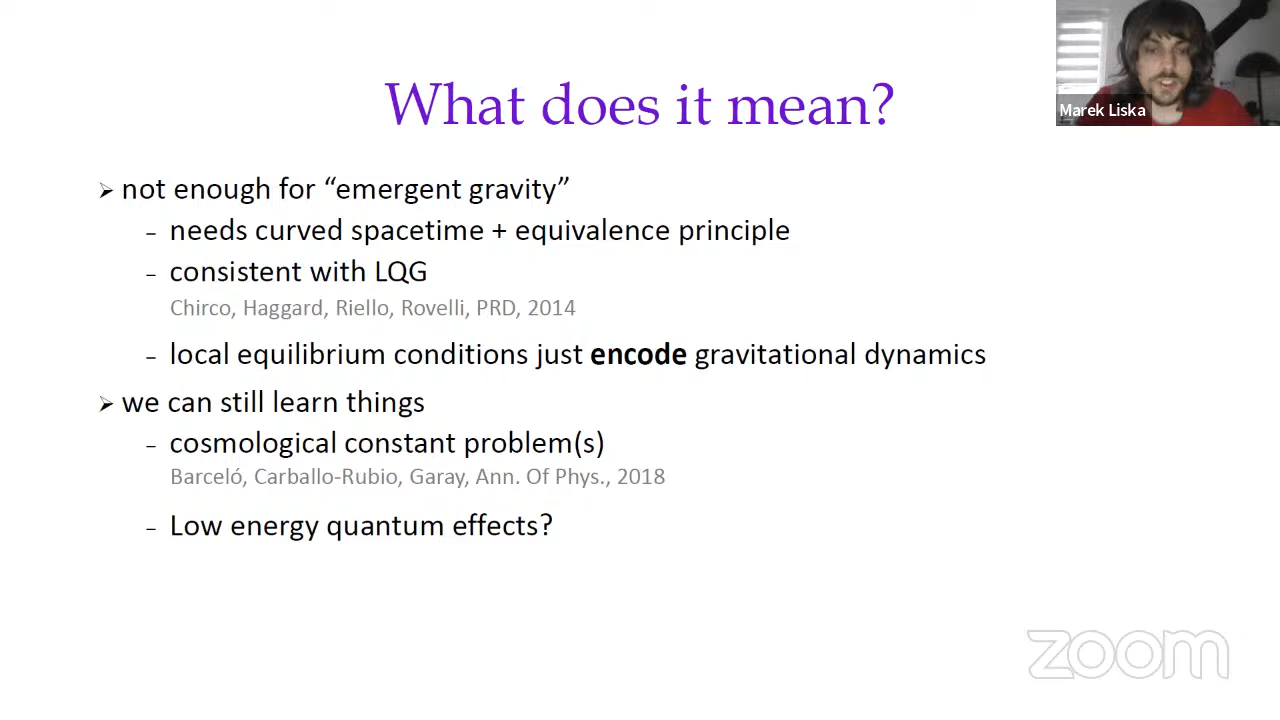 What does it mean?
Marek Liska
➢ not enough for “emergent gravity”
– needs curved spacetime + equivalence principle
– consistent with LQG
Chirco, Haggard, Riello, Rovelli, PRD, 2014
– local equilibrium conditions just encode gravitational dynamics
➢ we can still learn things
– cosmological constant problem(s)
Barceló, Carballo-Rubio, Garay, Ann. Of Phys., 2018
– Low energy quantum effects?
zoom